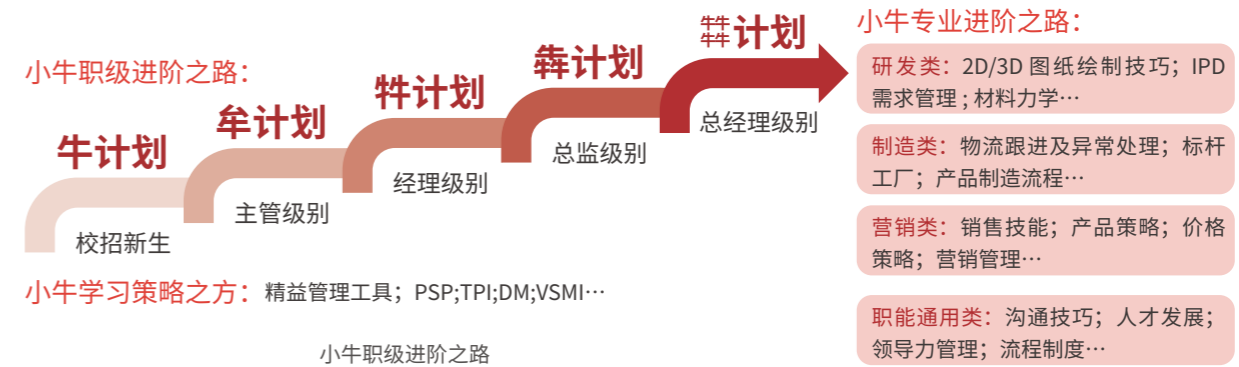 小牛职级进阶之路：
牛计划
校招新生
牟计划
主管级别
牪计划
经理级别
犇计划
总监级别
𤛭计划
总经理级别
小牛学习策略之方：精益管理工具；PSP;TPI;DM;VSMI…
小牛职级进阶之路
小牛专业进阶之路：
研发类：2D/3D 图纸绘制技巧；IPD
需求管理 ; 材料力学…
制造类：物流跟进及异常处理；标杆
工厂；产品制造流程…
营销类：销售技能；产品策略；价格
策略；营销管理…
职能通用类：沟通技巧；人才发展；
领导力管理；流程制度…